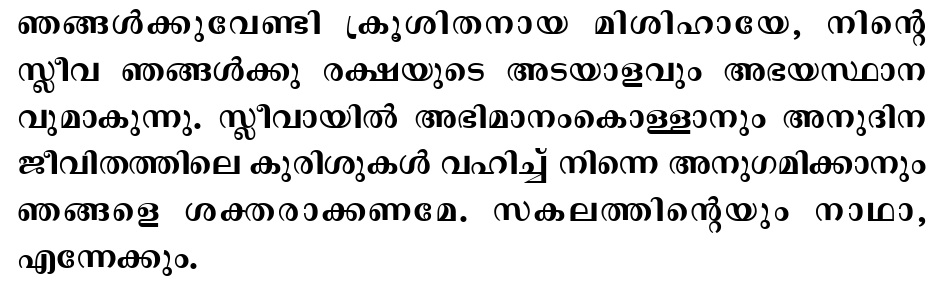 ഞങ്ങൾക്കുവേണ്ടി ക്രൂശിതനായ മിശിഹായേ, നിന്റെ
സ്ലീവ ഞങ്ങൾക്കു രക്ഷയുടെ അടയാളവും അഭയസ്ഥാന
വുമാകുന്നു. സ്ലീവായിൽ അഭിമാനംകൊള്ളാനും അനുദിന
ജീവിതത്തിലെ കുരിശുകൾ വഹിച്ച് നിന്നെ അനുഗമിക്കാനും
ഞങ്ങളെ ശക്തരാക്കണമേ. സകലത്തിന്റെയും നാഥാ,
എന്നേക്കും.